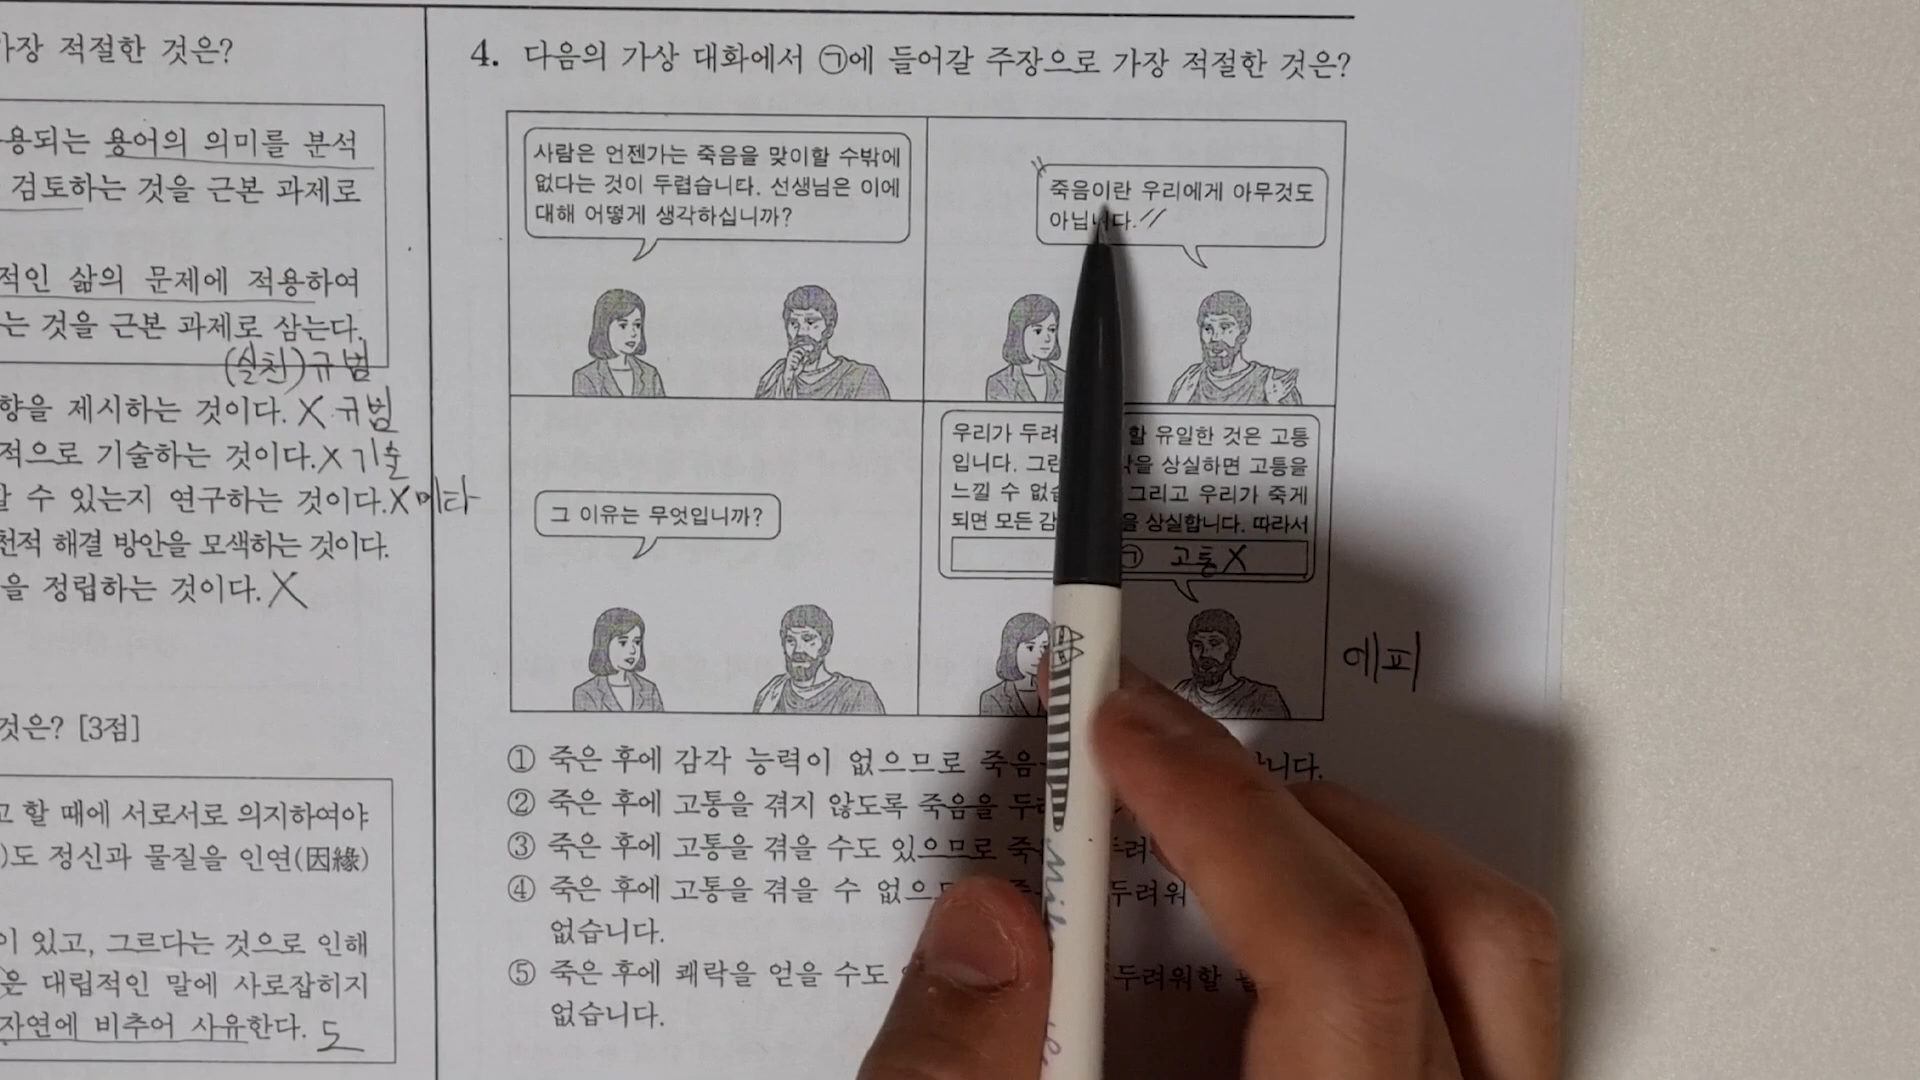 가장 적절한 것은?
용되는 용어의 의미를 분석
검토하는 것을 근본 과제로
적인 삶의 문제에 적용하여
는 것을 근본 과제로 삼는다.
(실천)규범
향을 제시하는 것이다. X 규범
적으로 기술하는 것이다. X 기술
할 수 있는지 연구하는 것이다. X 메타
천적 해결 방안을 모색하는 것이다.
을 정립하는 것이다. X
것은? [3점]
고 할 때에 서로서로 의지하여야
)도 정신과 물질을 인연(因緣)
이 있고, 그르다는 것으로 인해
은 대립적인 말에 사로잡히지
자연에 비추어 사유한다. 도
4. 다음의 가상 대화에서 ㉠에 들어갈 주장으로 가장 적절한 것은?
사람은 언젠가는 죽음을 맞이할 수밖에
없다는 것이 두렵습니다. 선생님은 이에
대해 어떻게 생각하십니까?
죽음이란 우리에게 아무것도
아닙니다.
그 이유는 무엇입니까?
우리가 두려 할 유일한 것은 고통
입니다. 을 상실하면 고통을
느낄 수 그리고 우리가 죽게
되면 모든 을 상실합니다. 따라서
㉠ 고통X
에피
① 죽은 후에 감각 능력이 없으므로 죽음 니다.
② 죽은 후에 고통을 겪지 않도록 죽음을
③ 죽은 후에 고통을 겪을 수도 있으므로
④ 죽은 후에 고통을 겪을 수 두려워
없습니다.
⑤ 죽은 후에 쾌락을 얻을 수도 두려워할
없습니다.